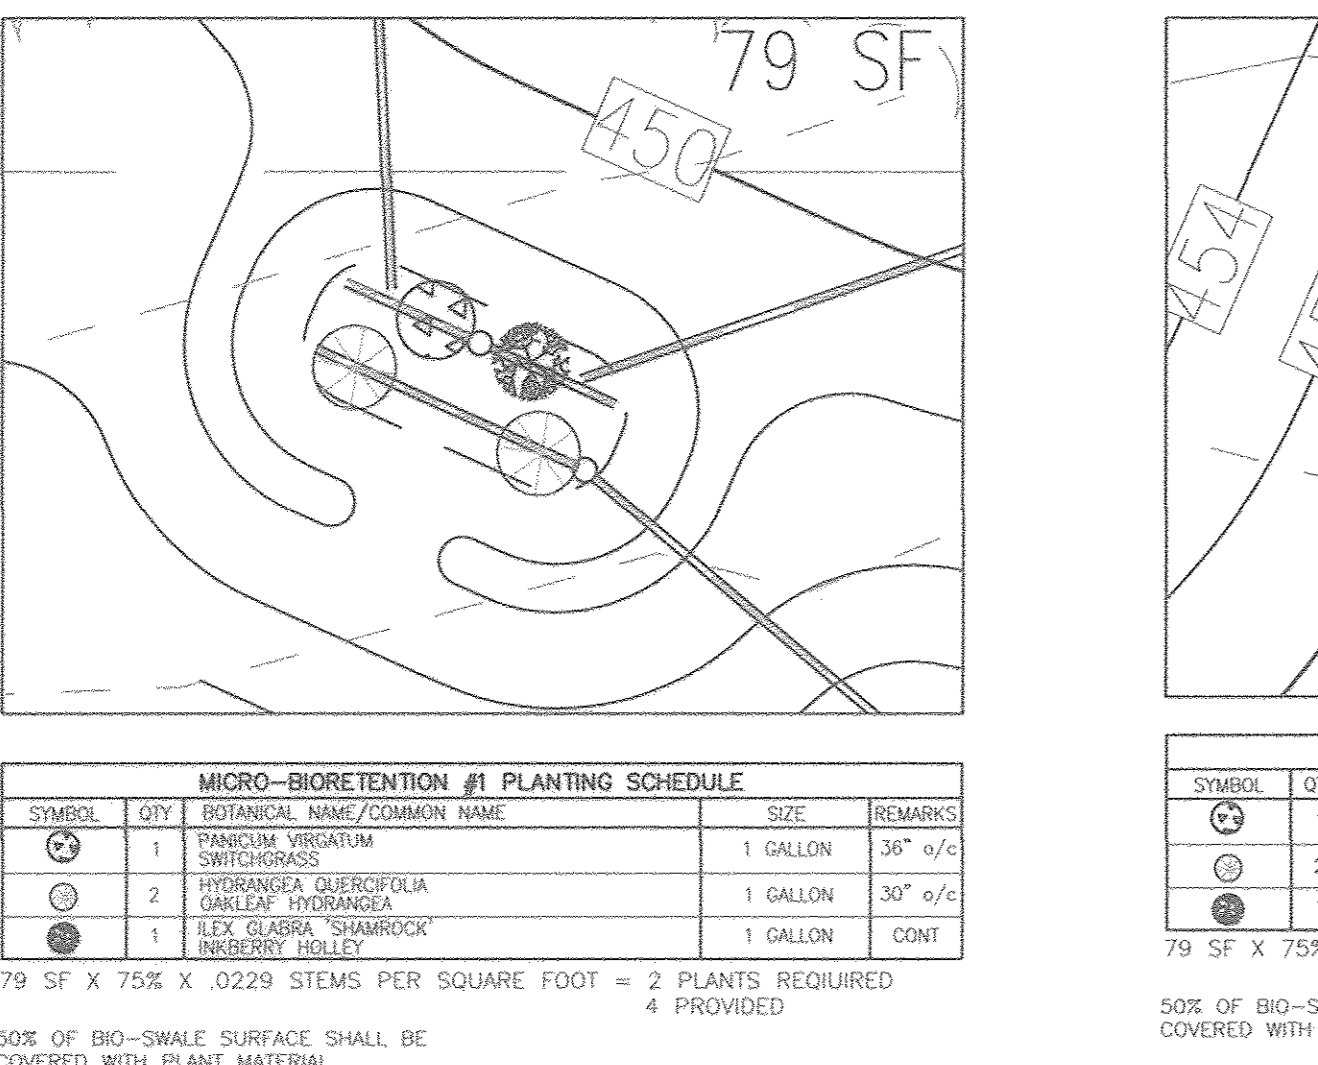 79 SF
450
454
MICRO-BIORETENTION #1 PLANTING SCHEDULE
SYMBOL QTY BOTANICAL NAME/COMMON NAME SIZE REMARKS
1 PANICUM VIRGATUM
SWITCHGRASS 1 GALLON 36" o/c
2 HYDRANGEA QUERCIFOLIA
OAKLEAF HYDRANGEA 1 GALLON 30" o/c
1 ILEX GLABRA 'SHAMROCK'
INKBERRY HOLLEY 1 GALLON CONT
79 SF X 75% X .0229 STEMS PER SQUARE FOOT = 2 PLANTS REQIUIRED
4 PROVIDED
50% OF BIO-SWALE SURFACE SHALL BE
COVERED WITH PLANT MATERIAL
SYMBOL
79 SF X 75%
50% OF BIO-S
COVERED WITH